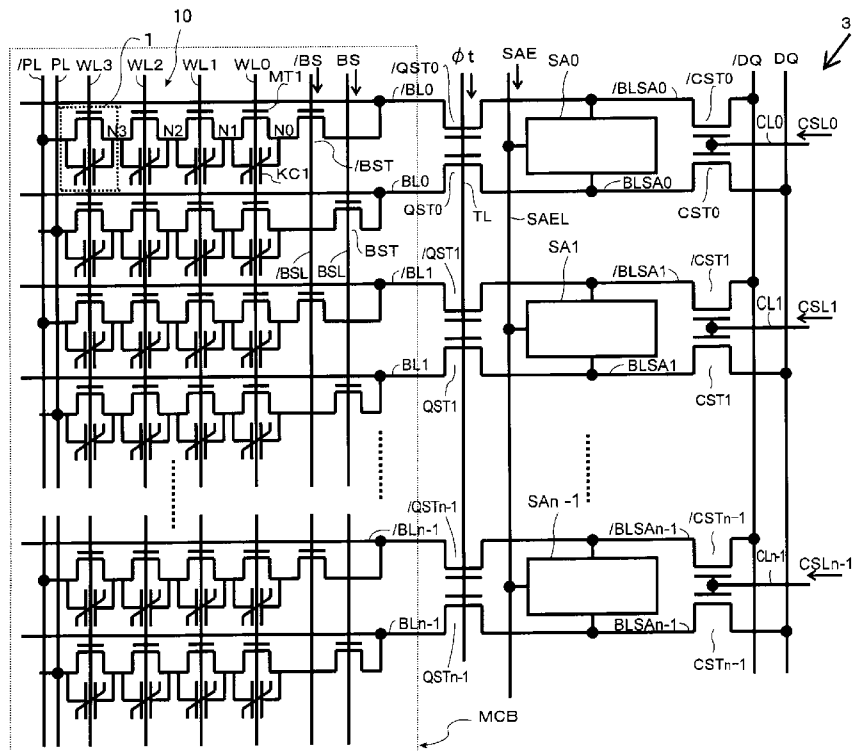 10
1
3
/PL PL WL3 WL2 WL1 WL0 /BS BS
MT1
/QST0 φt SAE SA0 /BLSA0 /CST0 /DQ DQ
/BL0
N3 N2 N1 N0
CL0 CSL0
/BST
KC1
BL0
QST0 TL SAEL BLSA0 CST0
BST
/BSL BSL
/BL1
/QST1 SA1 /BLSA1 /CST1
CL1 CSL1
BL1
QST1 BLSA1 CST1
/QSTn-1 SAn-1 /BLSAn-1 /CSTn-1
/BLn-1
CLn-1 CSLn-1
BLn-1
QSTn-1 BLSAn-1 CSTn-1
MCB